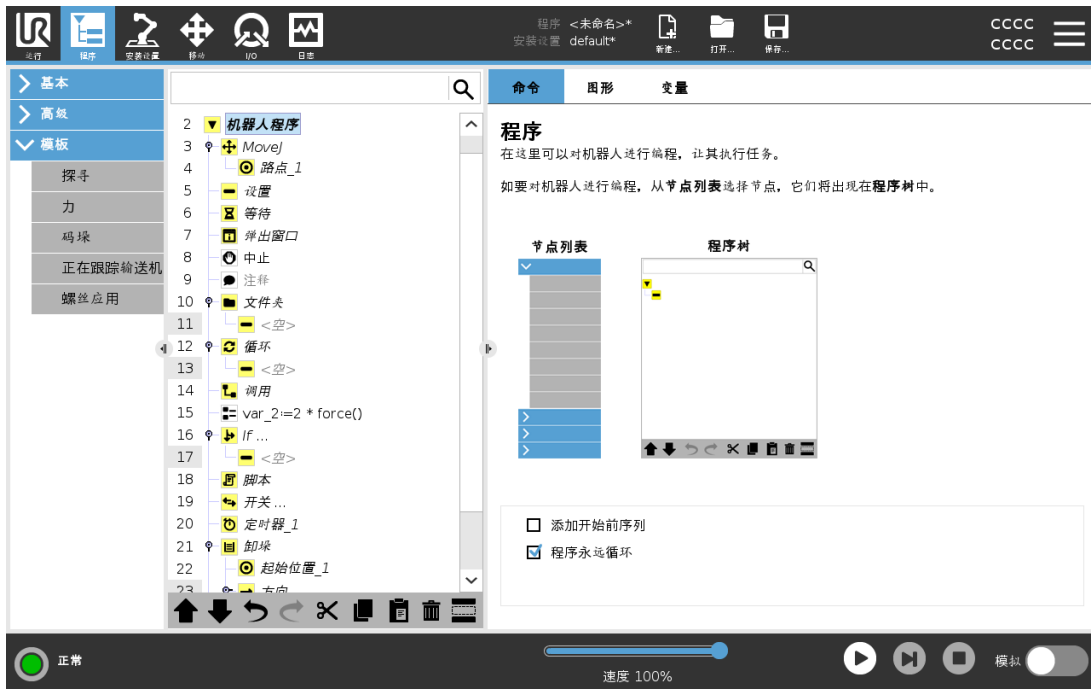 运行
程序
安装设置
移动
I/O
日志
程序 <未命名>*
安装设置 default*
新建...
打开...
保存...
cccc
cccc
基本
高级
模板
探寻
力
码垛
正在跟踪输送机
螺丝应用
2 机器人程序
3 MoveJ
4 路点_1
5 设置
6 等待
7 弹出窗口
8 中止
9 注释
10 文件夹
11 <空>
12 循环
13 <空>
14 调用
15 var_2:=2 * force()
16 If ...
17 <空>
18 脚本
19 开关 ...
20 定时器_1
21 卸垛
22 起始位置_1
23 方向
命令 图形 变量
程序
在这里可以对机器人进行编程，让其执行任务。
如要对机器人进行编程，从节点列表选择节点，它们将出现在程序树中。
节点列表
程序树
添加开始前序列
程序永远循环
正常
速度 100%
模拟